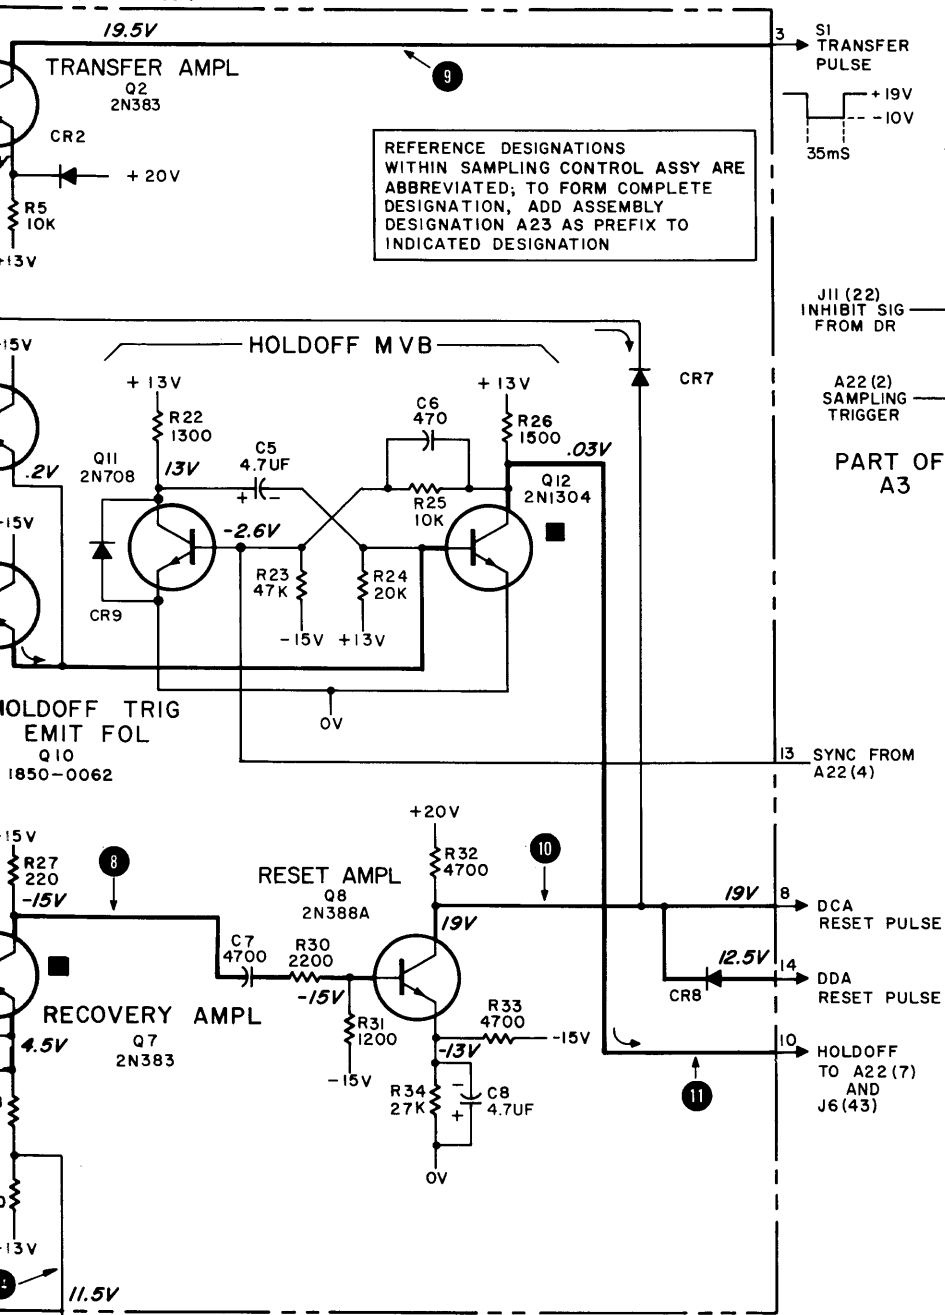 19.5V
TRANSFER AMPL
Q2
2N383
CR2
+ 20V
R5
10K
+13V
9
3
S1
TRANSFER
PULSE
+19V
-10V
35mS
REFERENCE DESIGNATIONS
WITHIN SAMPLING CONTROL ASSY ARE
ABBREVIATED; TO FORM COMPLETE
DESIGNATION, ADD ASSEMBLY
DESIGNATION A23 AS PREFIX TO
INDICATED DESIGNATION
J11 (22)
INHIBIT SIG
FROM DR
A22 (2)
SAMPLING
TRIGGER
PART OF
A3
-15V
HOLDOFF MVB
CR7
+ 13V
R22
1300
C5
4.7UF
+ -
C6
470
+ 13V
R26
1500
.03V
Q11
2N708
13V
.2V
R25
10K
Q12
2N1304
-15V
-2.6V
CR9
R23
47K
R24
20K
-15V
+13V
0V
HOLDOFF TRIG
EMIT FOL
Q10
1850-0062
13
SYNC FROM
A22 (4)
-15V
R27
220
-15V
8
RESET AMPL
Q8
2N388A
+20V
R32
4700
10
19V
19V
8
DCA
RESET PULSE
C7
4700
R30
2200
-15V
R31
1200
-15V
12.5V
CR8
14
DDA
RESET PULSE
RECOVERY AMPL
Q7
2N383
4.5V
R33
4700
-15V
-13V
R34
27K
-
+
C8
4.7UF
0V
10
HOLDOFF
TO A22 (7)
AND
J6 (43)
11
-13V
11.5V